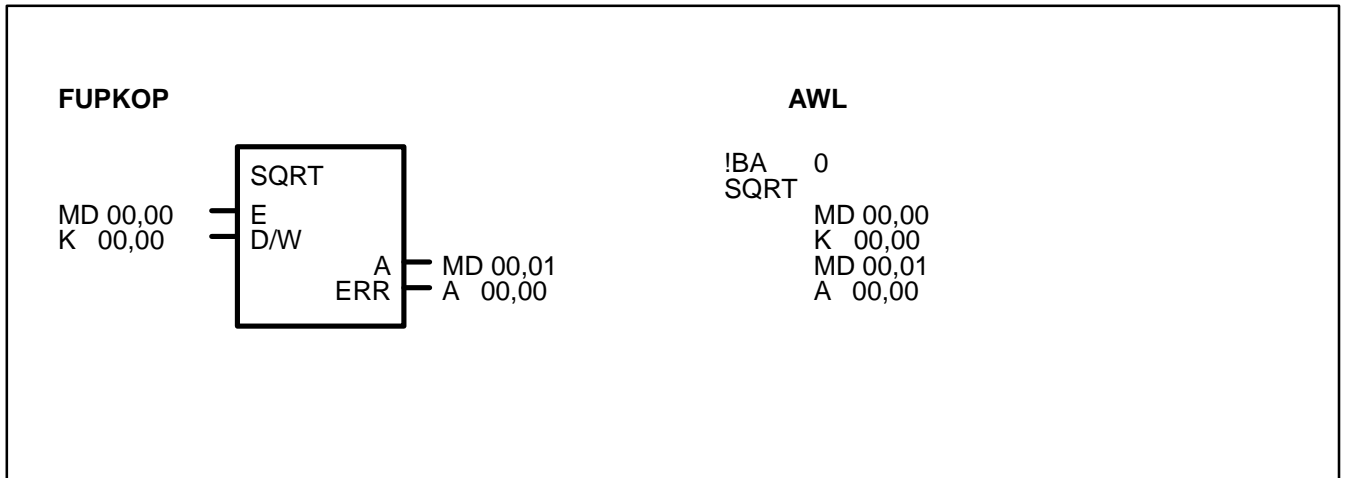 FUPKOP
SQRT
MD 00,00 E
K 00,00 D/W
A MD 00,01
ERR A 00,00
AWL
!BA 0
SQRT
MD 00,00
K 00,00
MD 00,01
A 00,00